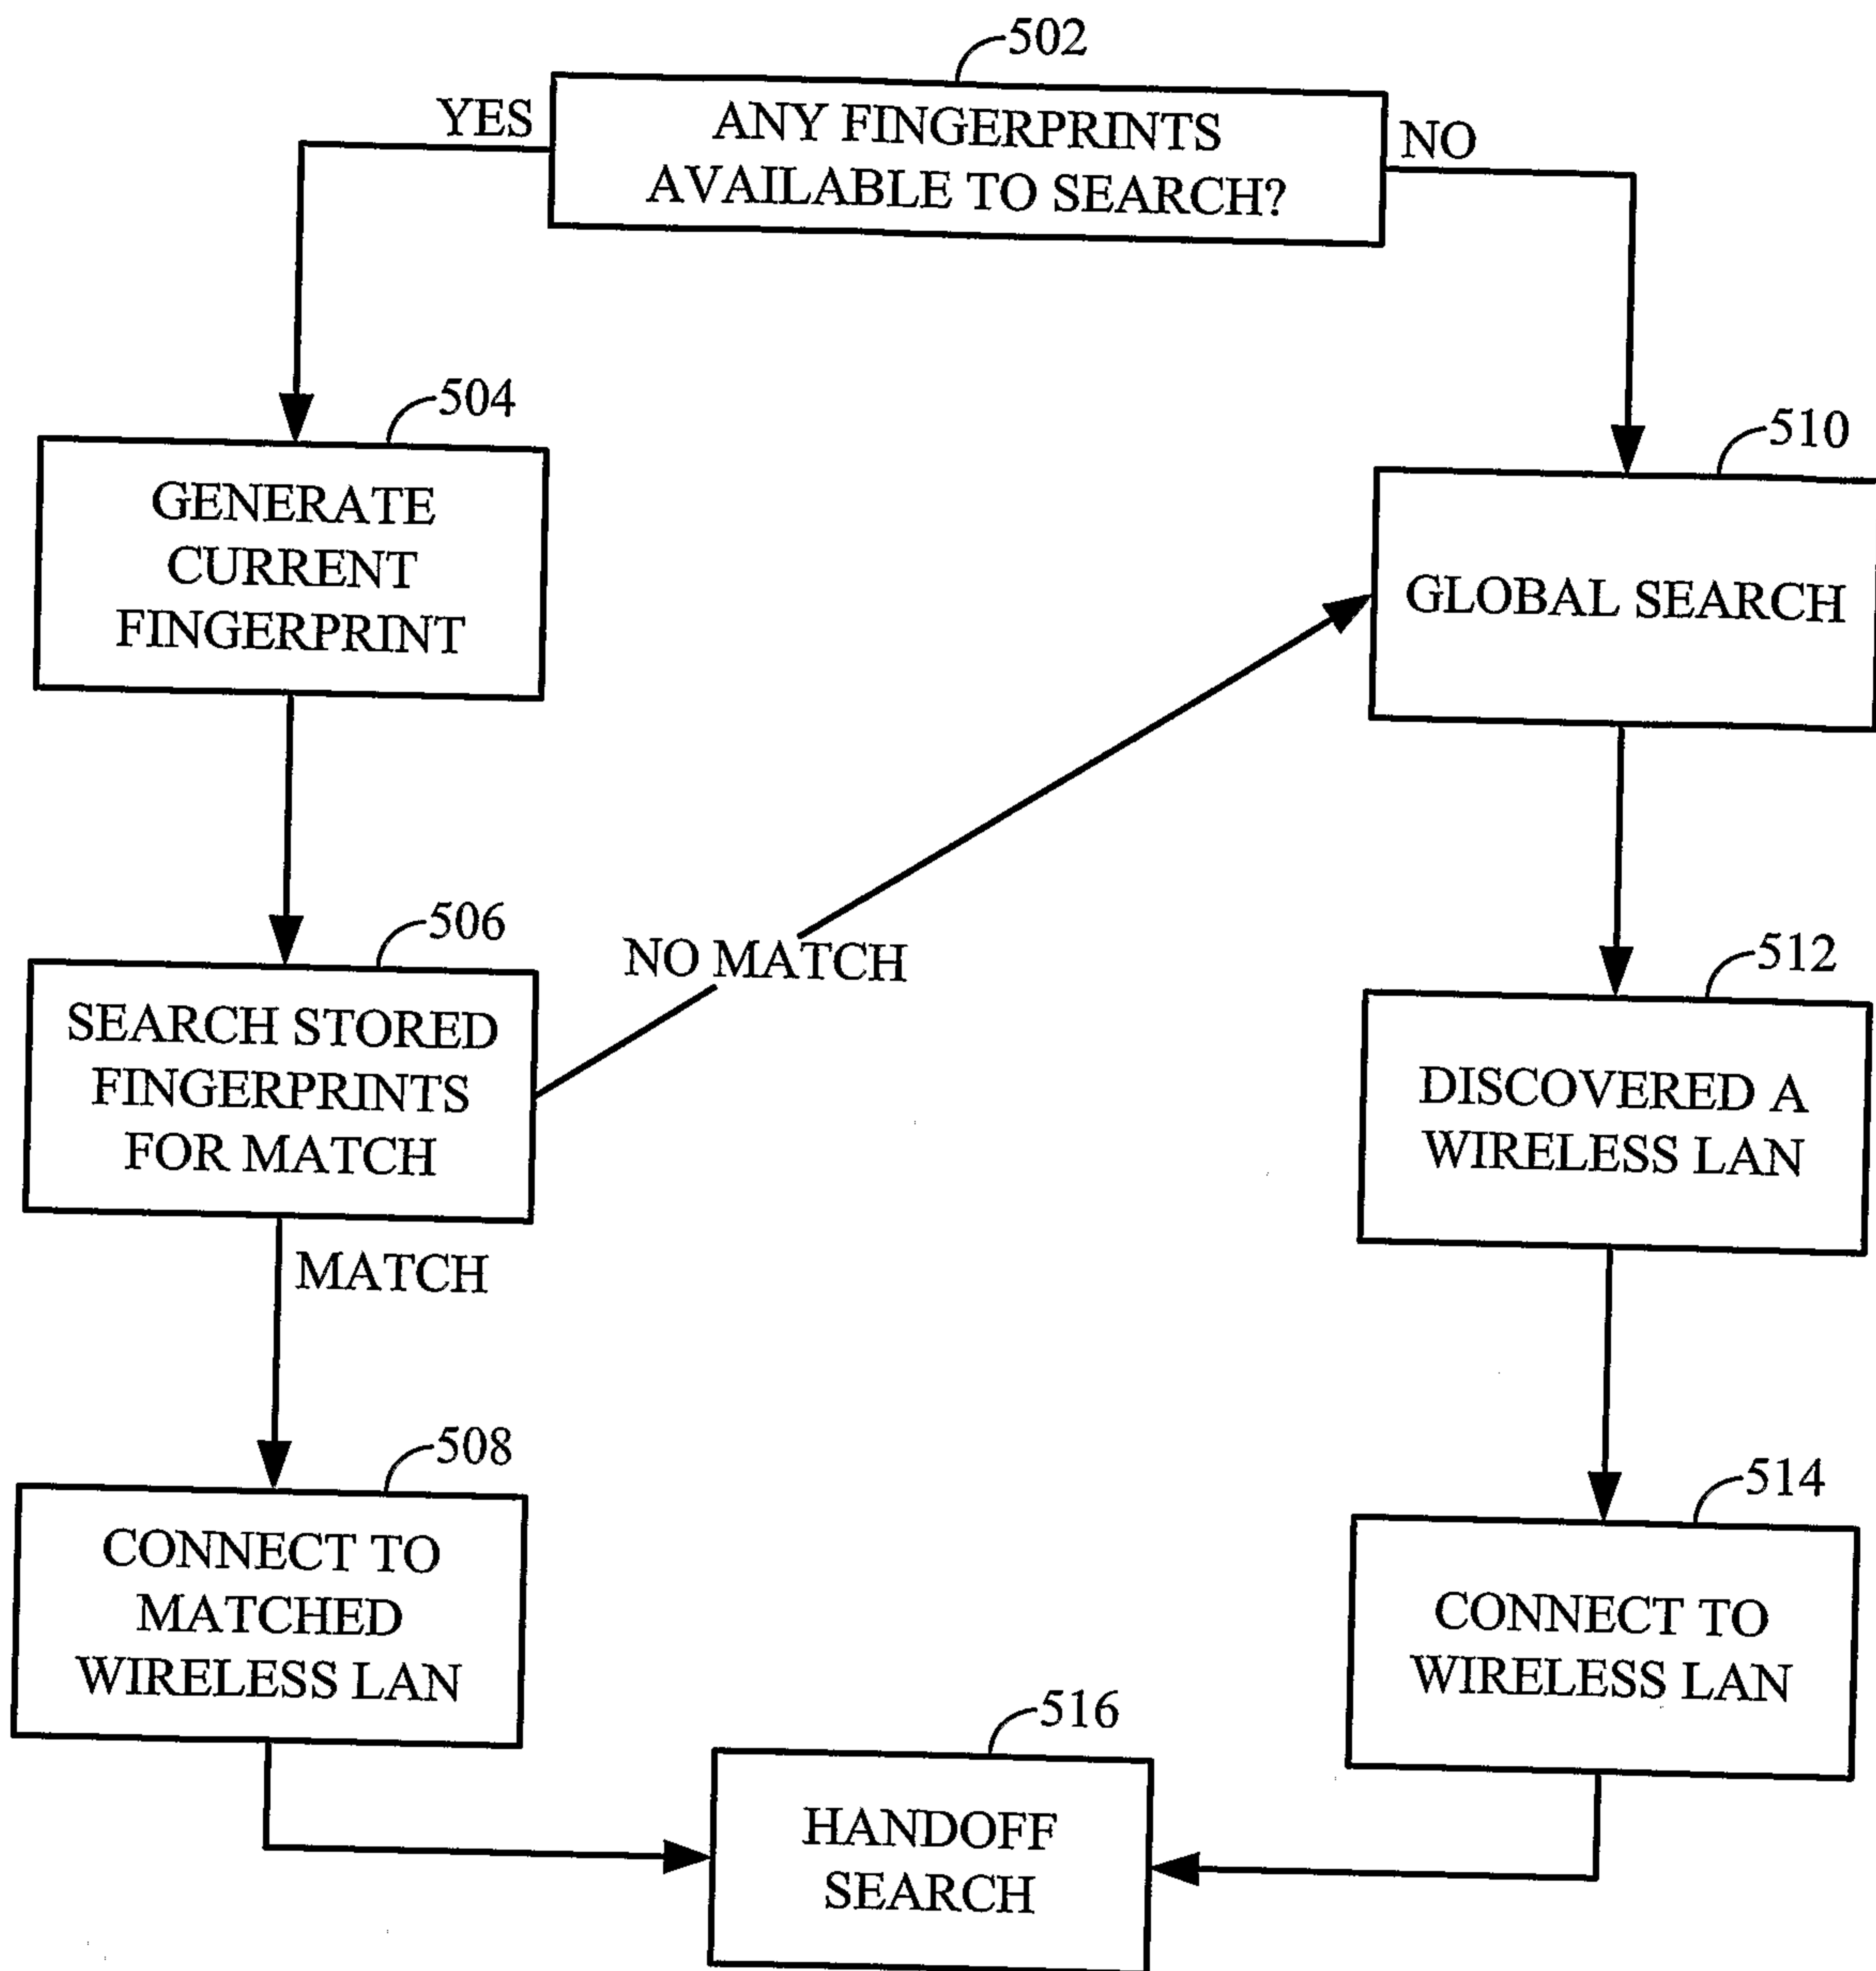 502
YES
ANY FINGERPRINTS
AVAILABLE TO SEARCH?
NO
504
GENERATE
CURRENT
FINGERPRINT
510
GLOBAL SEARCH
506
SEARCH STORED
FINGERPRINTS
FOR MATCH
NO MATCH
512
DISCOVERED A
WIRELESS LAN
MATCH
508
CONNECT TO
MATCHED
WIRELESS LAN
514
CONNECT TO
WIRELESS LAN
516
HANDOFF
SEARCH